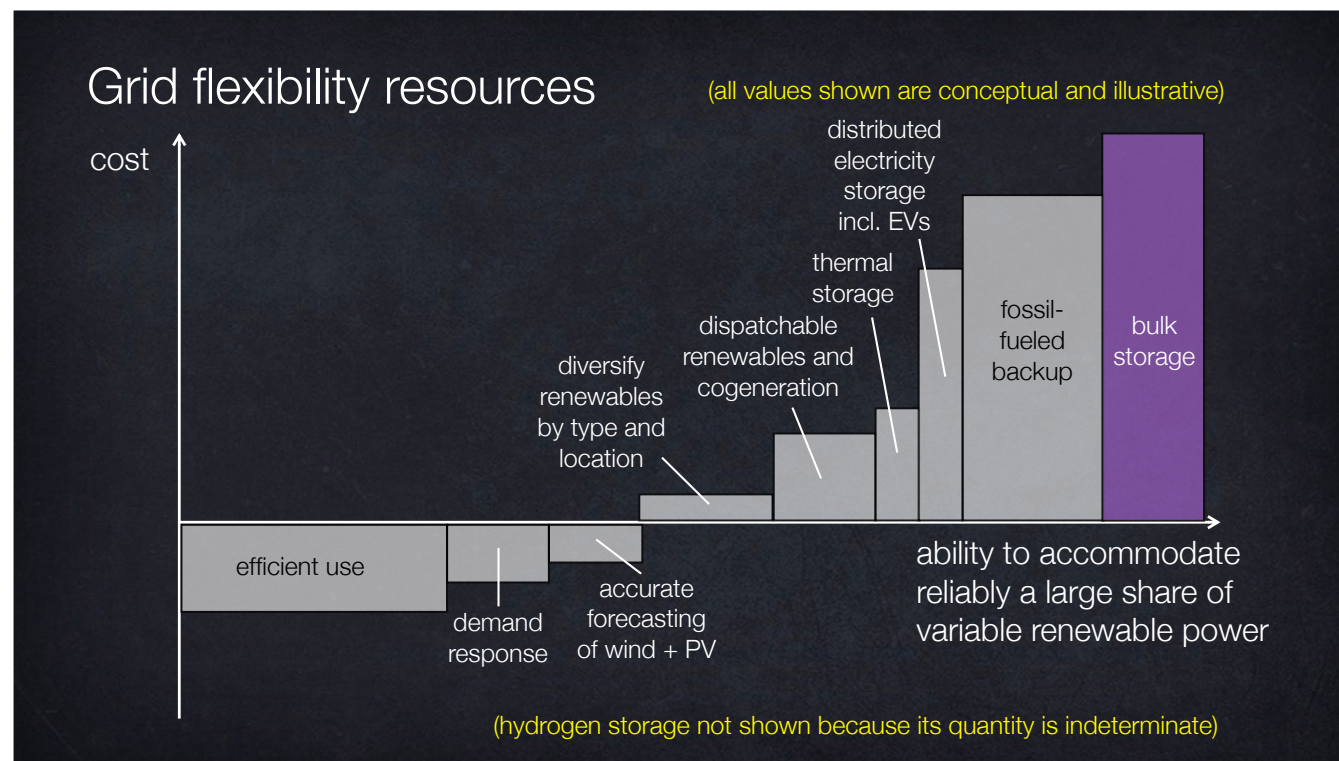 Grid flexibility resources
(all values shown are conceptual and illustrative)
cost
distributed
electricity
storage
incl. EVs
thermal
storage
dispatchable
renewables and
cogeneration
diversify
renewables
by type and
location
fossil-
fueled
backup
bulk
storage
efficient use
demand
response
accurate
forecasting
of wind + PV
ability to accommodate
reliably a large share of
variable renewable power
(hydrogen storage not shown because its quantity is indeterminate)